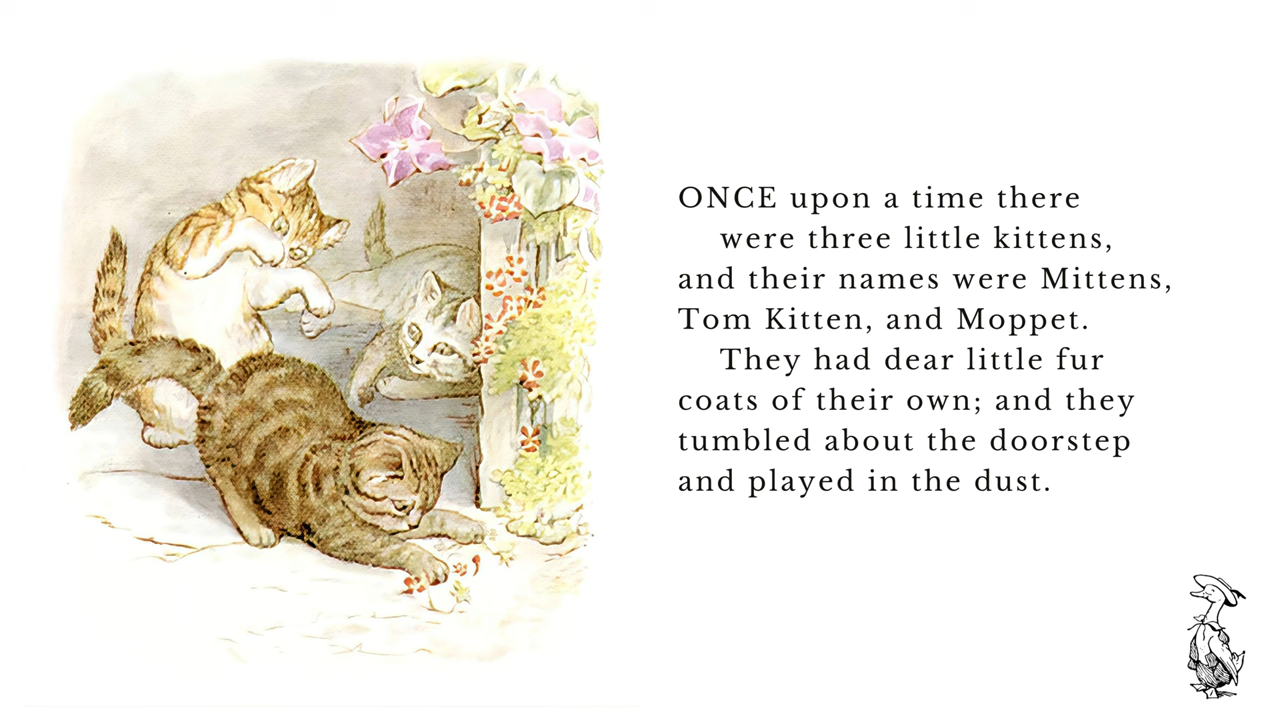 ONCE upon a time there
were three little kittens,
and their names were Mittens,
Tom Kitten, and Moppet.
They had dear little fur
coats of their own; and they
tumbled about the doorstep
and played in the dust.